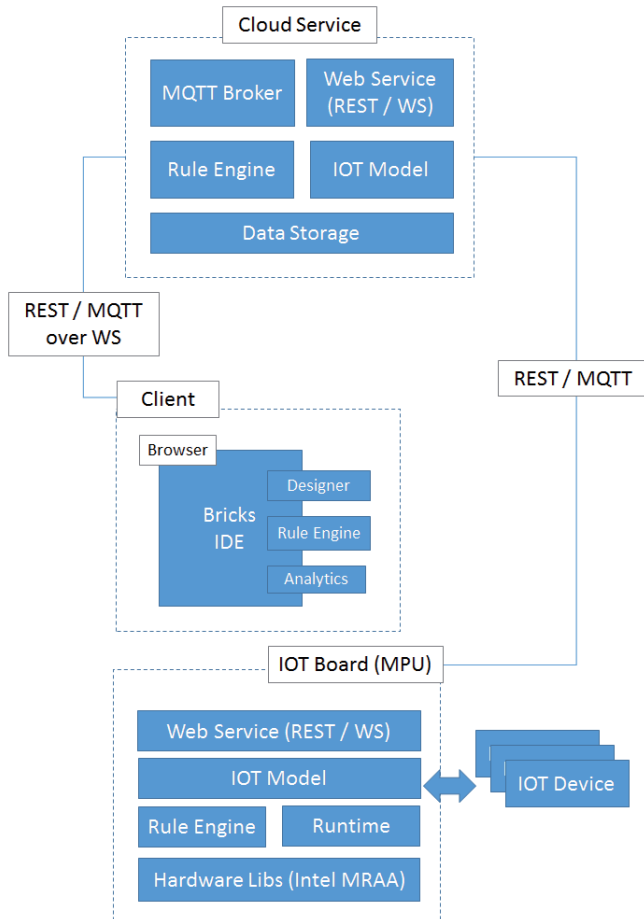 Cloud Service
MQTT Broker
Web Service
(REST / WS)
Rule Engine
IOT Model
Data Storage
REST / MQTT
over WS
REST / MQTT
Client
Browser
Bricks
IDE
Designer
Rule Engine
Analytics
IOT Board (MPU)
Web Service (REST / WS)
IOT Model
Rule Engine
Runtime
Hardware Libs (Intel MRAA)
IOT Device